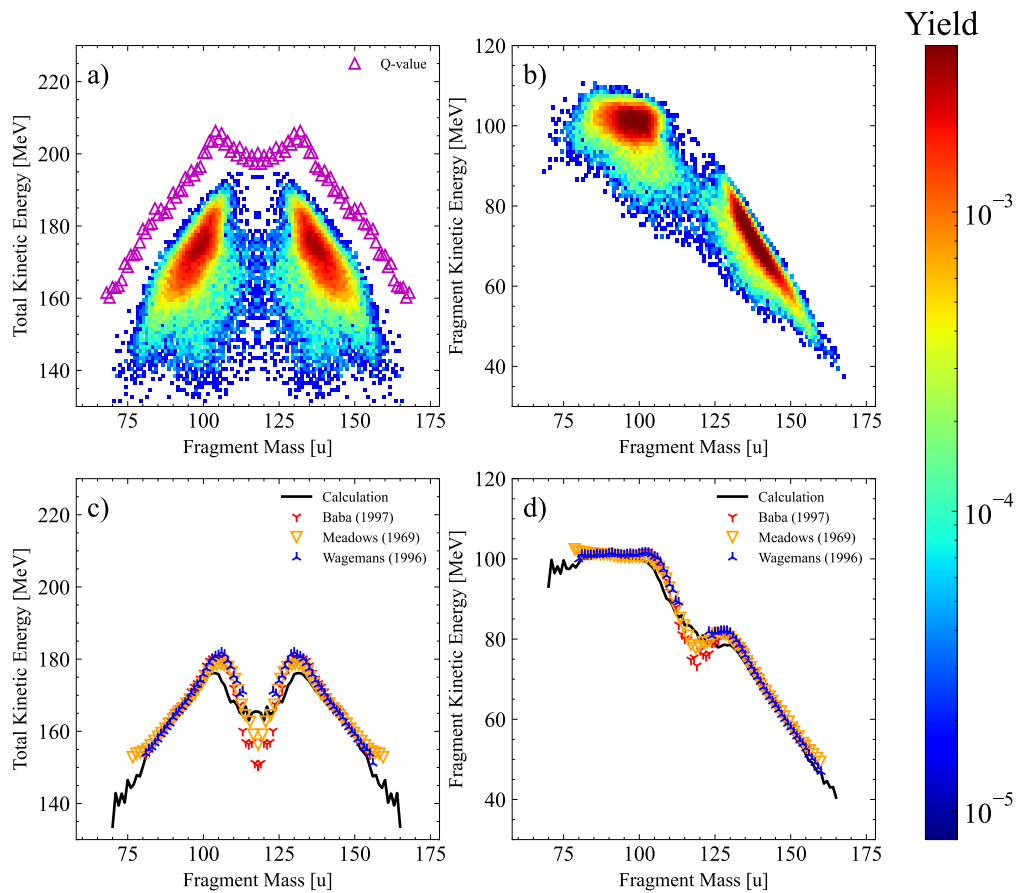 Yield
a)
Q-value
220
200
180
160
140
75
100
125
150
175
Total Kinetic Energy [MeV]
Fragment Mass [u]
b)
120
100
80
60
40
75
100
125
150
175
Fragment Kinetic Energy [MeV]
Fragment Mass [u]
10⁻³
10⁻⁴
10⁻⁵
c)
Calculation
Baba (1997)
Meadows (1969)
Wagemans (1996)
220
200
180
160
140
75
100
125
150
175
Total Kinetic Energy [MeV]
Fragment Mass [u]
d)
Calculation
Baba (1997)
Meadows (1969)
Wagemans (1996)
120
100
80
60
40
75
100
125
150
175
Fragment Kinetic Energy [MeV]
Fragment Mass [u]